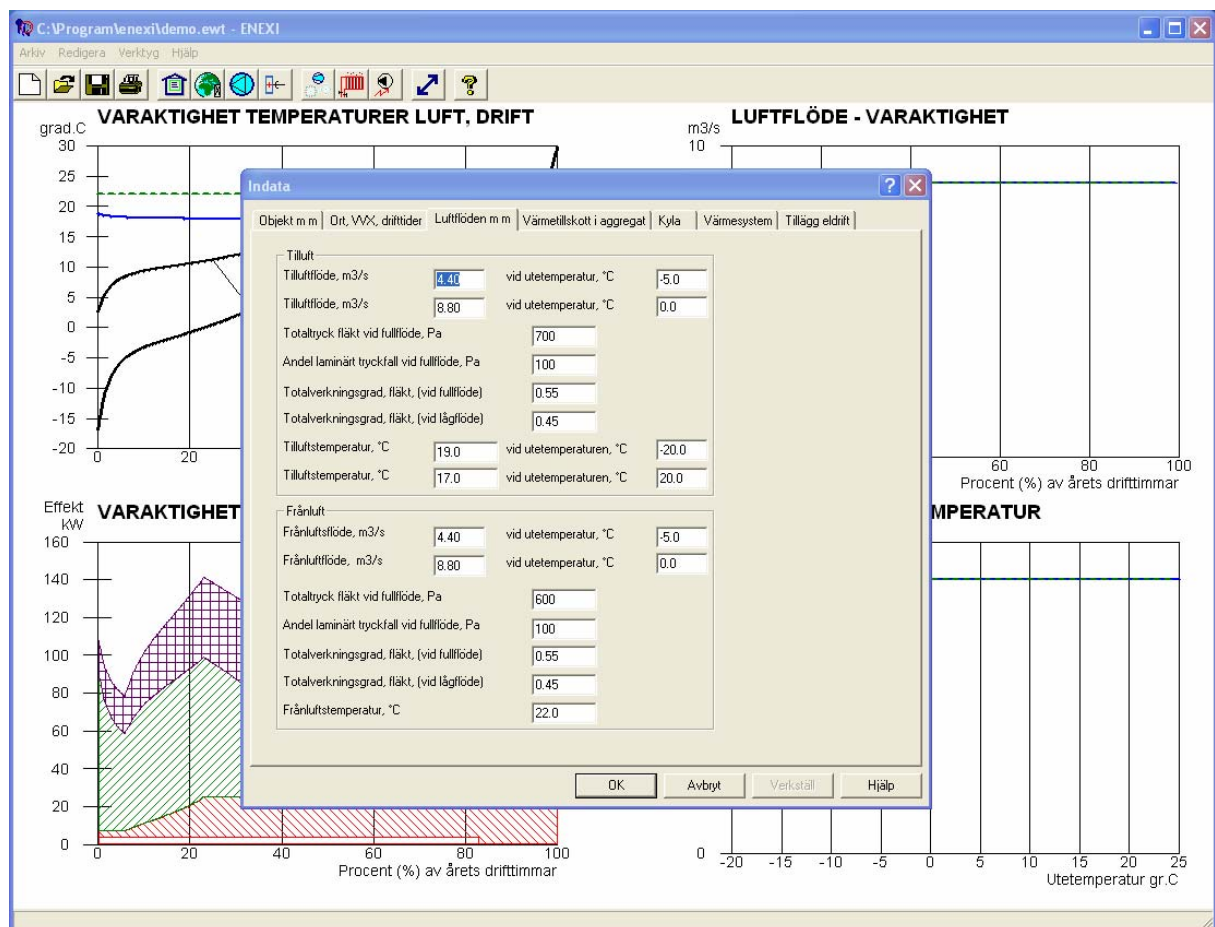 C:\Program\enexi\demo.ewt - ENEXI
Arkiv Redigera Verktyg Hjälp
VARAKTIGHET TEMPERATURER LUFT, DRIFT
grad.C
30
25
20
15
10
5
0
-5
-10
-15
-20
0 20
LUFTFLÖDE - VARAKTIGHET
m3/s
10
60 80 100
Procent (%) av årets drifttimmar
Indata
Objekt m m Ort, VVX, drifttider Luftflöden m m Värmetillskott i aggregat Kyla Värmesystem Tillägg eldrift
Tilluft
Tilluftflöde, m3/s 4.40 vid utetemperatur, °C -5.0
Tilluftflöde, m3/s 8.80 vid utetemperatur, °C 0.0
Totaltryck fläkt vid fullflöde, Pa 700
Andel laminärt tryckfall vid fullflöde, Pa 100
Totalverkningsgrad, fläkt, (vid fullflöde) 0.55
Totalverkningsgrad, fläkt, (vid lågflöde) 0.45
Tilluftstemperatur, °C 19.0 vid utetemperaturen, °C -20.0
Tilluftstemperatur, °C 17.0 vid utetemperaturen, °C 20.0
Frånluft
Frånluftsflöde, m3/s 4.40 vid utetemperatur, °C -5.0
Frånluftflöde, m3/s 8.80 vid utetemperatur, °C 0.0
Totaltryck fläkt vid fullflöde, Pa 600
Andel laminärt tryckfall vid fullflöde, Pa 100
Totalverkningsgrad, fläkt, (vid fullflöde) 0.55
Totalverkningsgrad, fläkt, (vid lågflöde) 0.45
Frånluftstemperatur, °C 22.0
OK Avbryt Verkställ Hjälp
Effekt
kW
VARAKTIGHET
160
140
120
100
80
60
40
20
0
0 20 40 60 80 100
Procent (%) av årets drifttimmar
MPERATUR
0
-20 -15 -10 -5 0 5 10 15 20 25
Utetemperatur gr.C